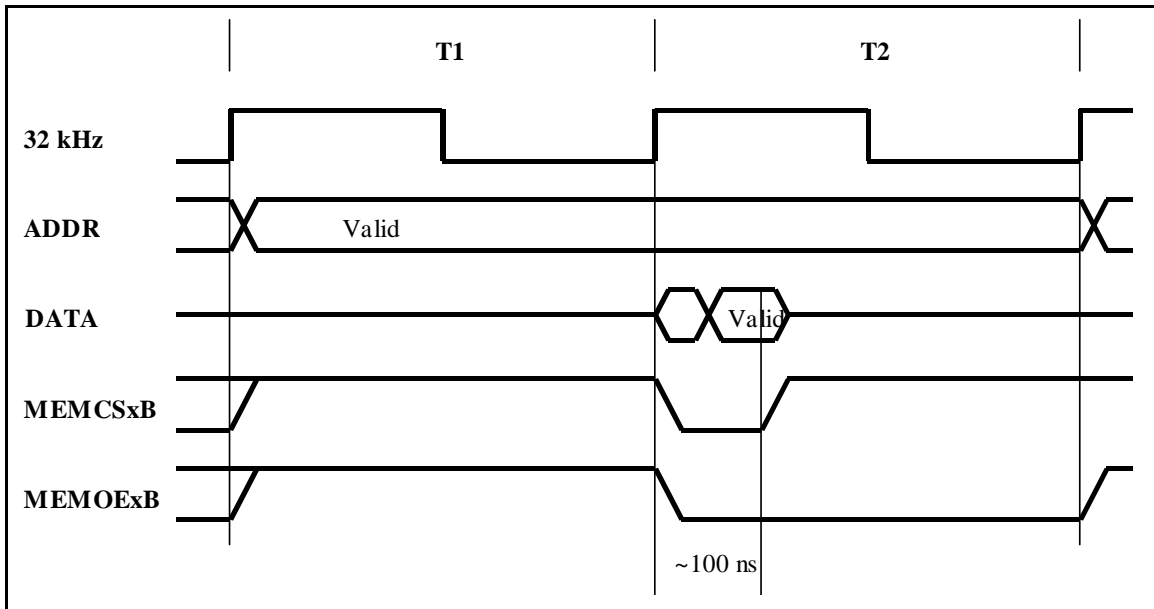 T1
T2
32 kHz
ADDR
Valid
DATA
Valid
MEMCSxB
MEMOExB
~100 ns